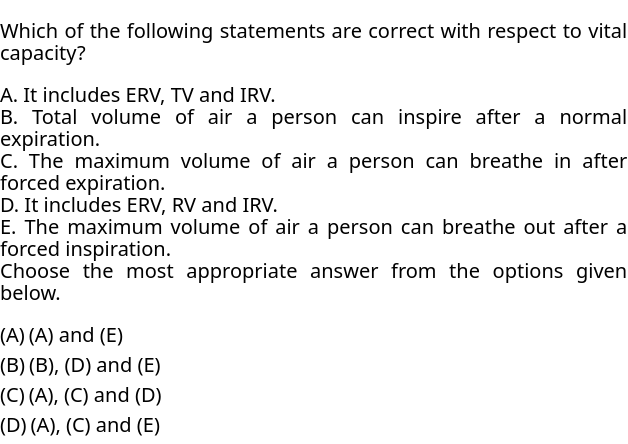 Which of the following statements are correct with respect to vital
capacity?
A. It includes ERV, TV and IRV.
B. Total volume of air a person can inspire after a normal
expiration.
C. The maximum volume of air a person can breathe in after
forced expiration.
D. It includes ERV, RV and IRV.
E. The maximum volume of air a person can breathe out after a
forced inspiration.
Choose the most appropriate answer from the options given
below.
(A) (A) and (E)
(B) (B), (D) and (E)
(C) (A), (C) and (D)
(D) (A), (C) and (E)